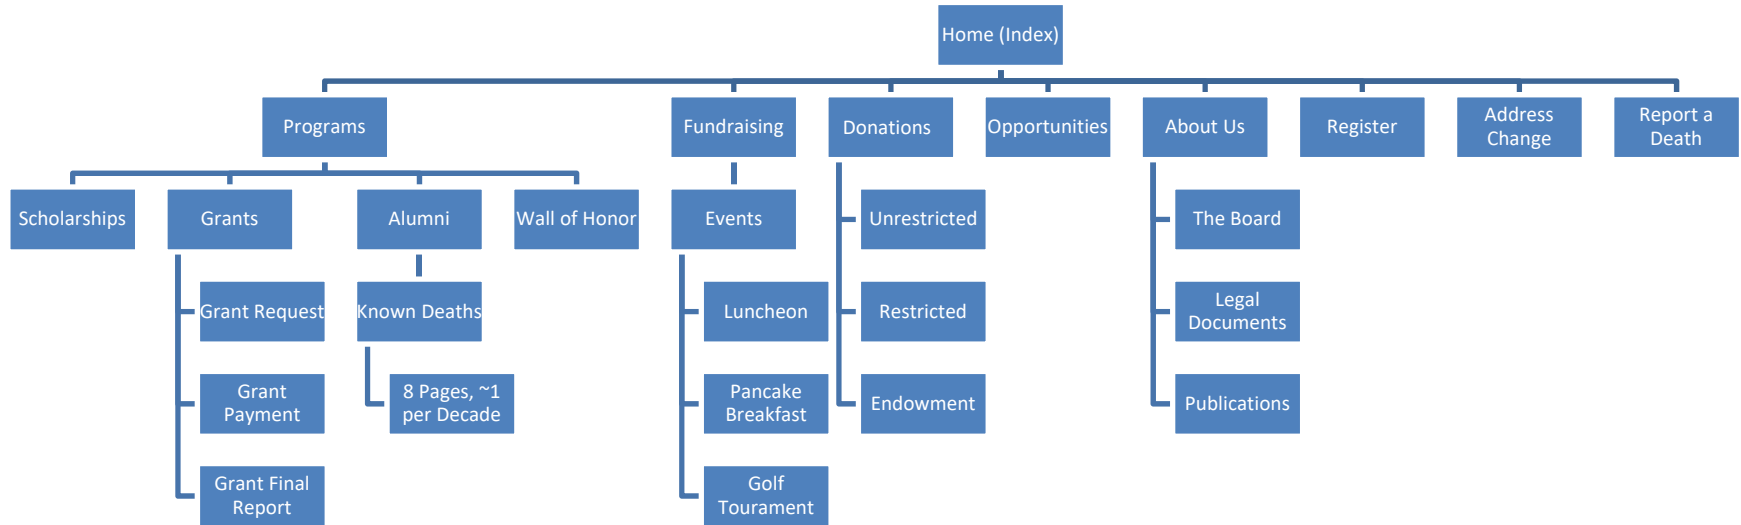 Home (Index)
Programs
Fundraising
Donations
Opportunities
About Us
Register
Address
Change
Report a
Death
Scholarships
Grants
Alumni
Wall of Honor
Events
Unrestricted
The Board
Grant Request
Known Deaths
Luncheon
Restricted
Legal
Documents
Grant
Payment
8 Pages, ~1
per Decade
Pancake
Breakfast
Endowment
Publications
Grant Final
Report
Golf
Tourament